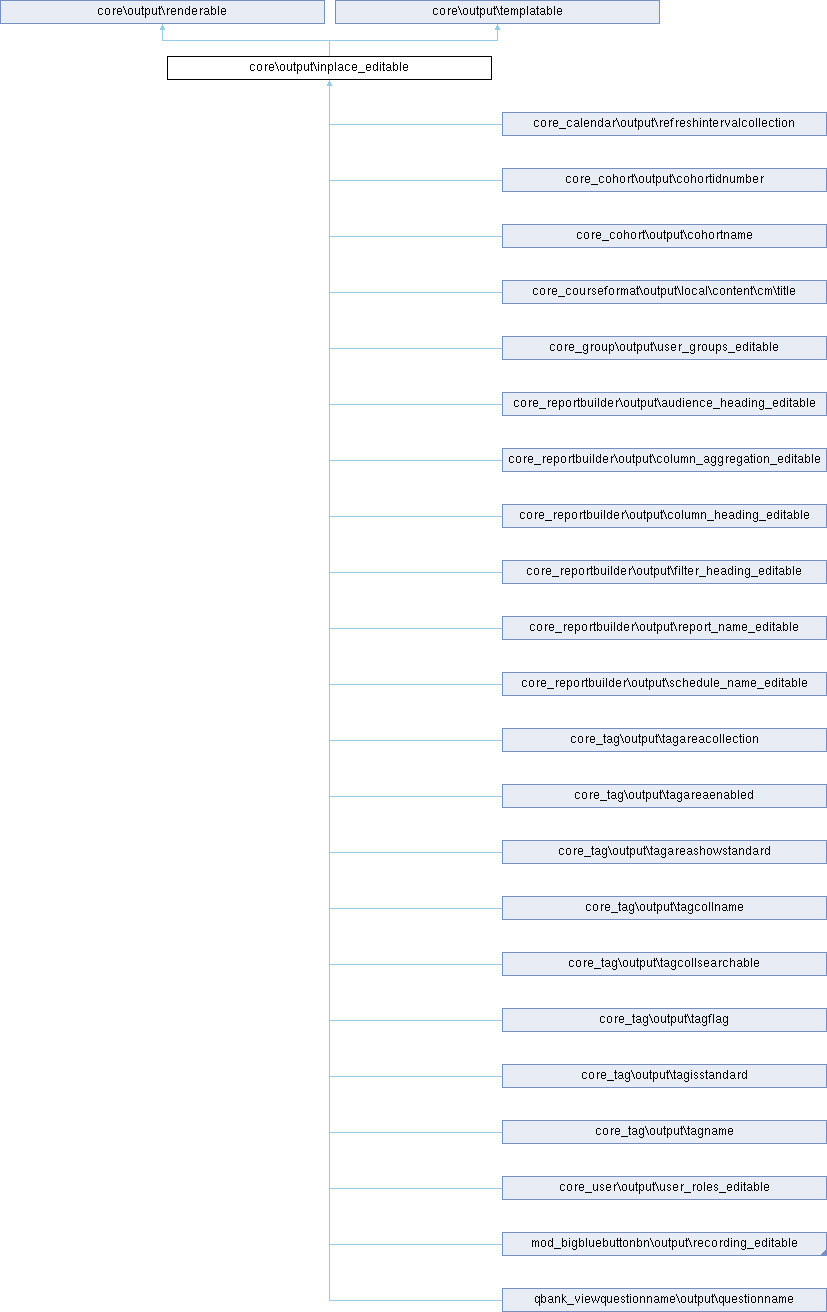 core\output\renderable
core\output\templatable
core\output\inplace_editable
core_calendar\output\refreshintervalcollection
core_cohort\output\cohortidnumber
core_cohort\output\cohortname
core_courseformat\output\local\content\cm\title
core_group\output\user_groups_editable
core_reportbuilder\output\audience_heading_editable
core_reportbuilder\output\column_aggregation_editable
core_reportbuilder\output\column_heading_editable
core_reportbuilder\output\filter_heading_editable
core_reportbuilder\output\report_name_editable
core_reportbuilder\output\schedule_name_editable
core_tag\output\tagareacollection
core_tag\output\tagareaenabled
core_tag\output\tagareashowstandard
core_tag\output\tagcollname
core_tag\output\tagcollsearchable
core_tag\output\tagflag
core_tag\output\tagisstandard
core_tag\output\tagname
core_user\output\user_roles_editable
mod_bigbluebuttonbn\output\recording_editable
qbank_viewquestionname\output\questionname